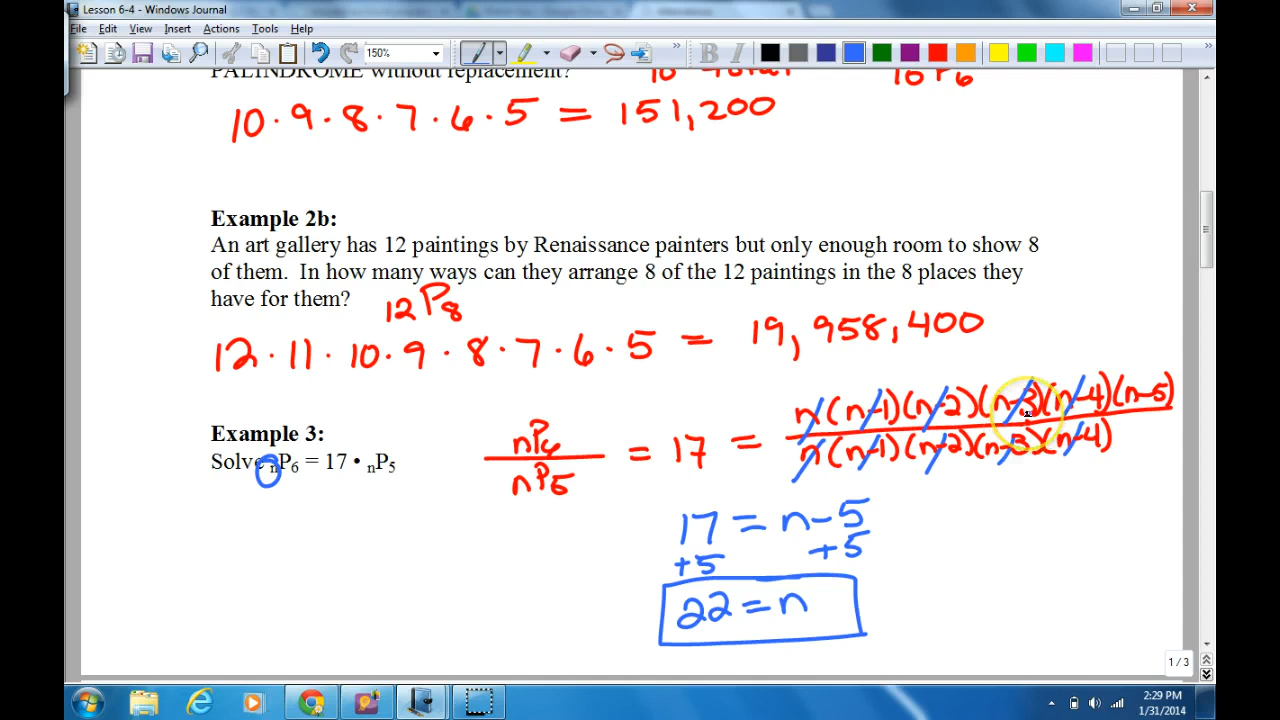 Lesson 6-4 - Windows Journal
File Edit View Insert Actions Tools Help
150%
B I
PALINDROME without replacement?
10P6
10 · 9 · 8 · 7 · 6 · 5 = 151,200
Example 2b:
An art gallery has 12 paintings by Renaissance painters but only enough room to show 8
of them. In how many ways can they arrange 8 of the 12 paintings in the 8 places they
have for them?
12P8
12 · 11 · 10 · 9 · 8 · 7 · 6 · 5 = 19,958,400
Example 3:
Solve nP6 = 17 • nP5
nP6
nP5
= 17 =
n(n-1)(n-2)(n-3)(n-4)(n-5)
n(n-1)(n-2)(n-3)(n-4)
17 = n-5
+5 +5
22 = n
1 / 3
2:29 PM
1/31/2014